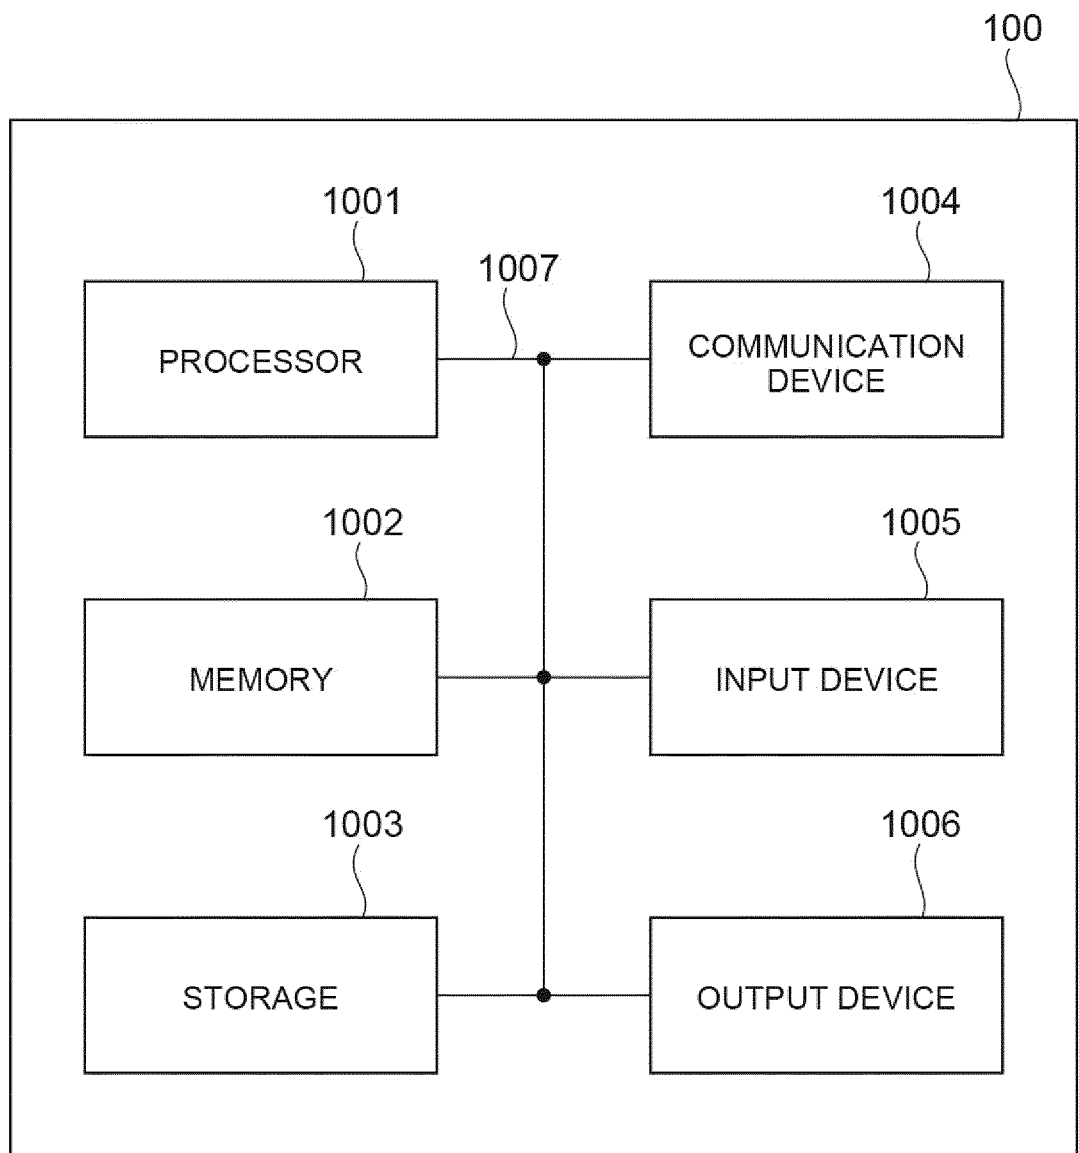 100
1001
1004
1007
PROCESSOR
COMMUNICATION
DEVICE
1002
1005
MEMORY
INPUT DEVICE
1003
1006
STORAGE
OUTPUT DEVICE